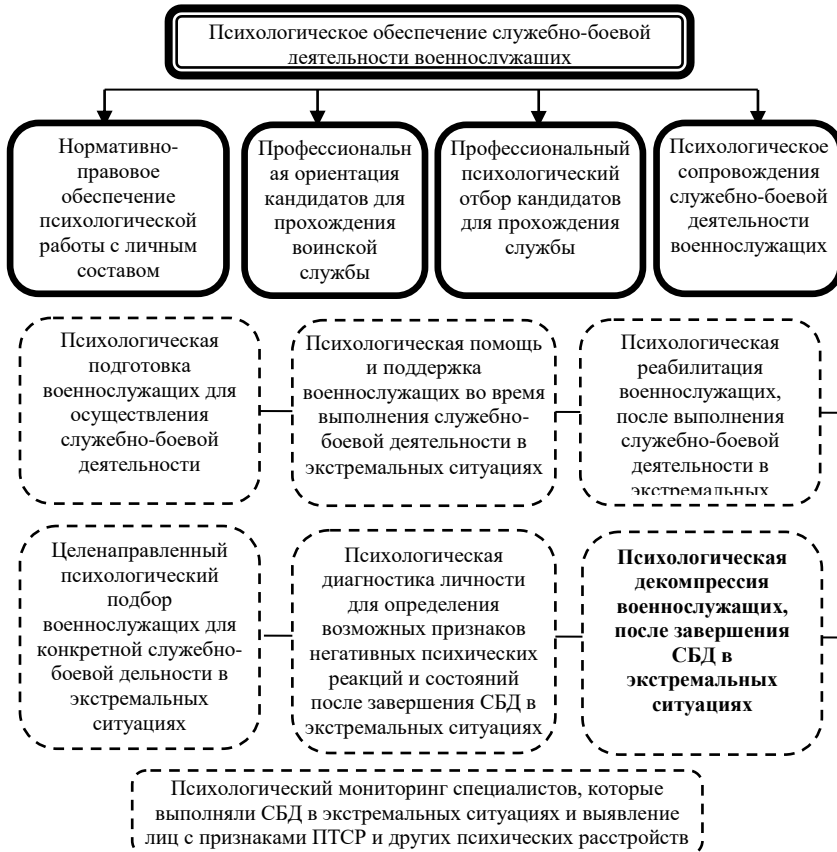 Психологическое обеспечение служебно-боевой
деятельности военнослужащих
Нормативно-
правовое
обеспечение
психологической
работы с личным
составом
Профессиональн
ая ориентация
кандидатов для
прохождения
воинской
службы
Профессиональный
психологический
отбор кандидатов
для прохождения
службы
Психологическое
сопровождения
служебно-боевой
деятельности
военнослужащих
Психологическая
подготовка
военнослужащих для
осуществления
служебно-боевой
деятельности
Психологическая помощь
и поддержка
военнослужащих во время
выполнения служебно-
боевой деятельности в
экстремальных ситуациях
Психологическая
реабилитация
военнослужащих,
после выполнения
служебно-боевой
деятельности в
экстремальных
Целенаправленный
психологический
подбор
военнослужащих для
конкретной служебно-
боевой дельности в
экстремальных
ситуациях
Психологическая
диагностика личности
для определения
возможных признаков
негативных психических
реакций и состояний
после завершения СБД в
экстремальных ситуациях
Психологическая
декомпрессия
военнослужащих,
после завершения
СБД в
экстремальных
ситуациях
Психологический мониторинг специалистов, которые
выполняли СБД в экстремальных ситуациях и выявление
лиц с признаками ПТСР и других психических расстройств